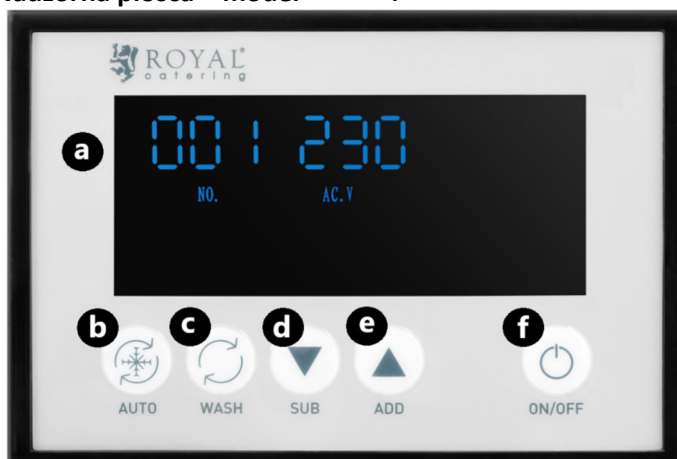 ROYAL
catering
a
001 230
NO. AC.V
b c d e f
AUTO WASH SUB ADD ON/OFF